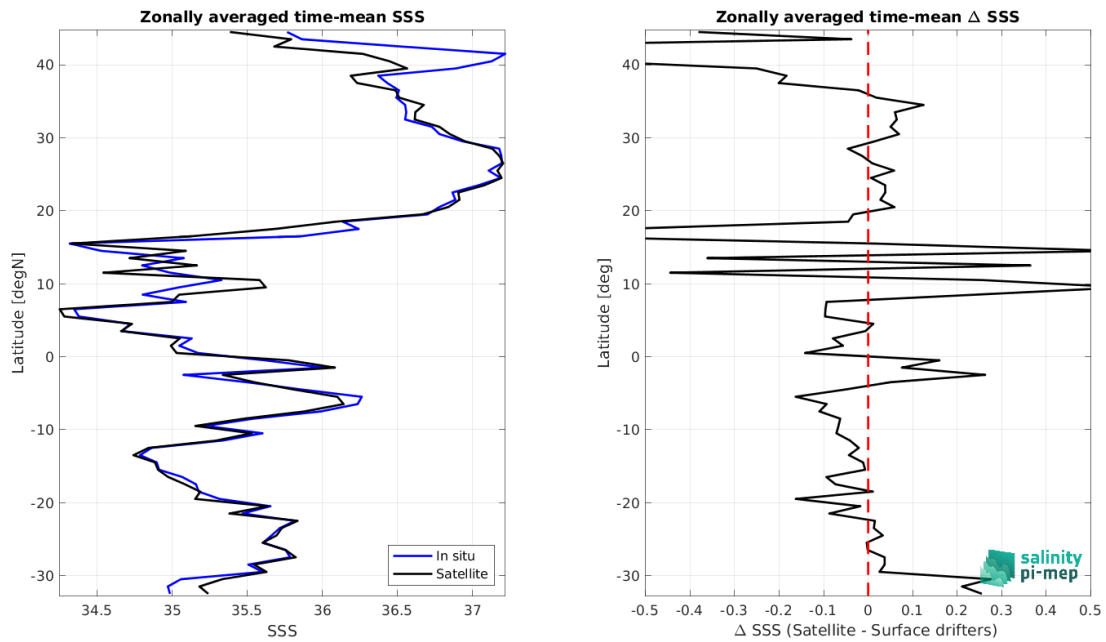 Zonally averaged time-mean SSS
Latitude [degN]
40
30
20
10
0
-10
-20
-30
34.5 35 35.5 36 36.5 37
SSS
In situ
Satellite
Zonally averaged time-mean Δ SSS
Latitude [deg]
40
30
20
10
0
-10
-20
-30
-0.5 -0.4 -0.3 -0.2 -0.1 0 0.1 0.2 0.3 0.4 0.5
Δ SSS (Satellite - Surface drifters)
salinity
pi-mep